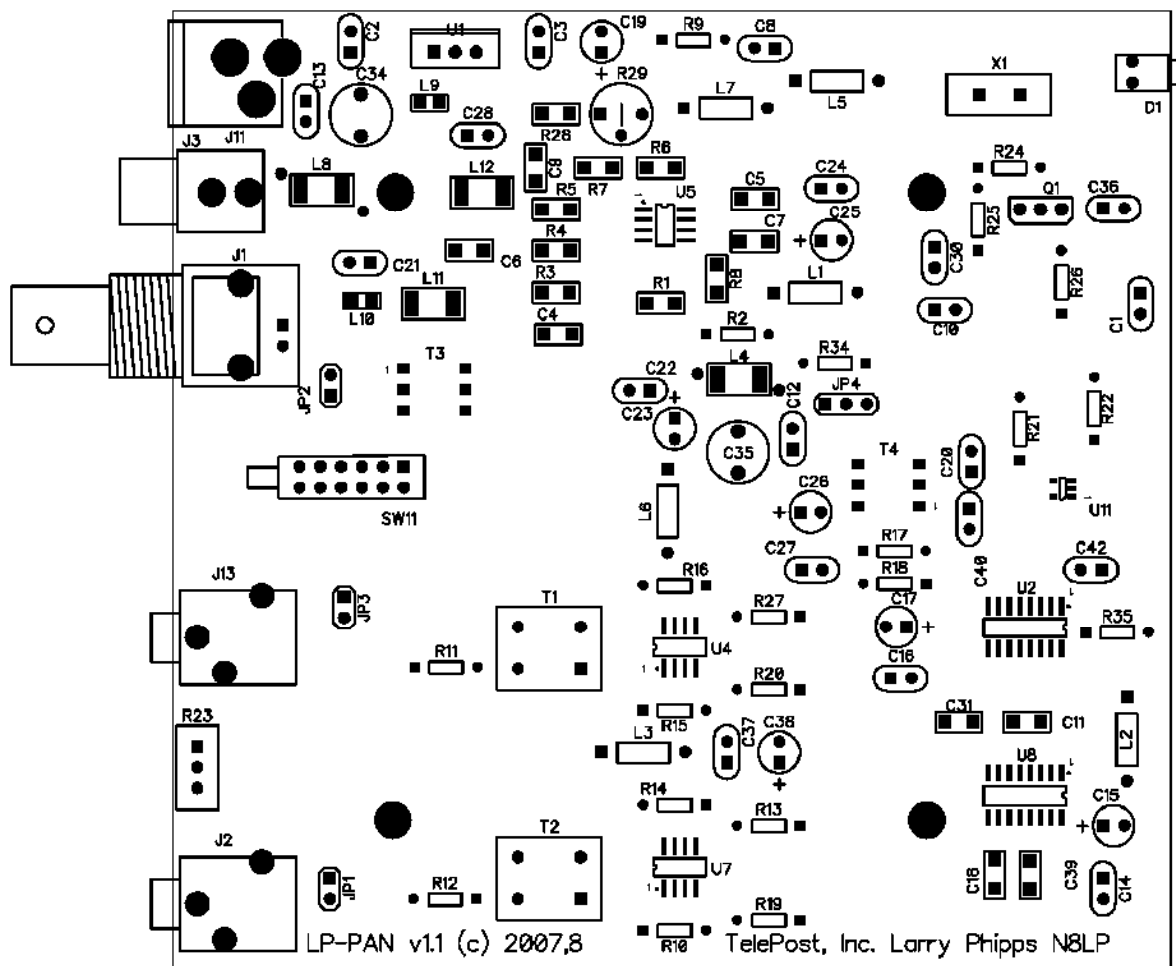 C2
U1
C3
C19
R9
C8
C13
C34
L9
+
R29
L7
L5
X1
D1
J3
J11
C28
R28
C9
R6
R7
L8
L12
R5
U5
C5
C24
R24
R25
Q1
C36
J1
C21
C6
R4
C7
+
C25
C30
R26
L10
L11
R3
R1
R8
L1
C10
C1
C4
R2
T3
1
L4
R34
JP2
C22
+
C23
C12
JP4
C35
R21
R22
T4
C20
1
SW11
L6
+
C26
C40
U11
J13
JP3
T1
R16
C27
R17
R18
C42
R27
C17
+
U2
1
R35
R11
U4
1
R20
C16
R23
R15
L3
C37
C38
+
C31
C11
L2
U8
1
R14
R13
+
C15
J2
T2
U7
1
C18
C39
C14
JP1
R12
R19
R10
LP-PAN v1.1 (c) 2007,8
TelePost, Inc. Larry Phipps N8LP